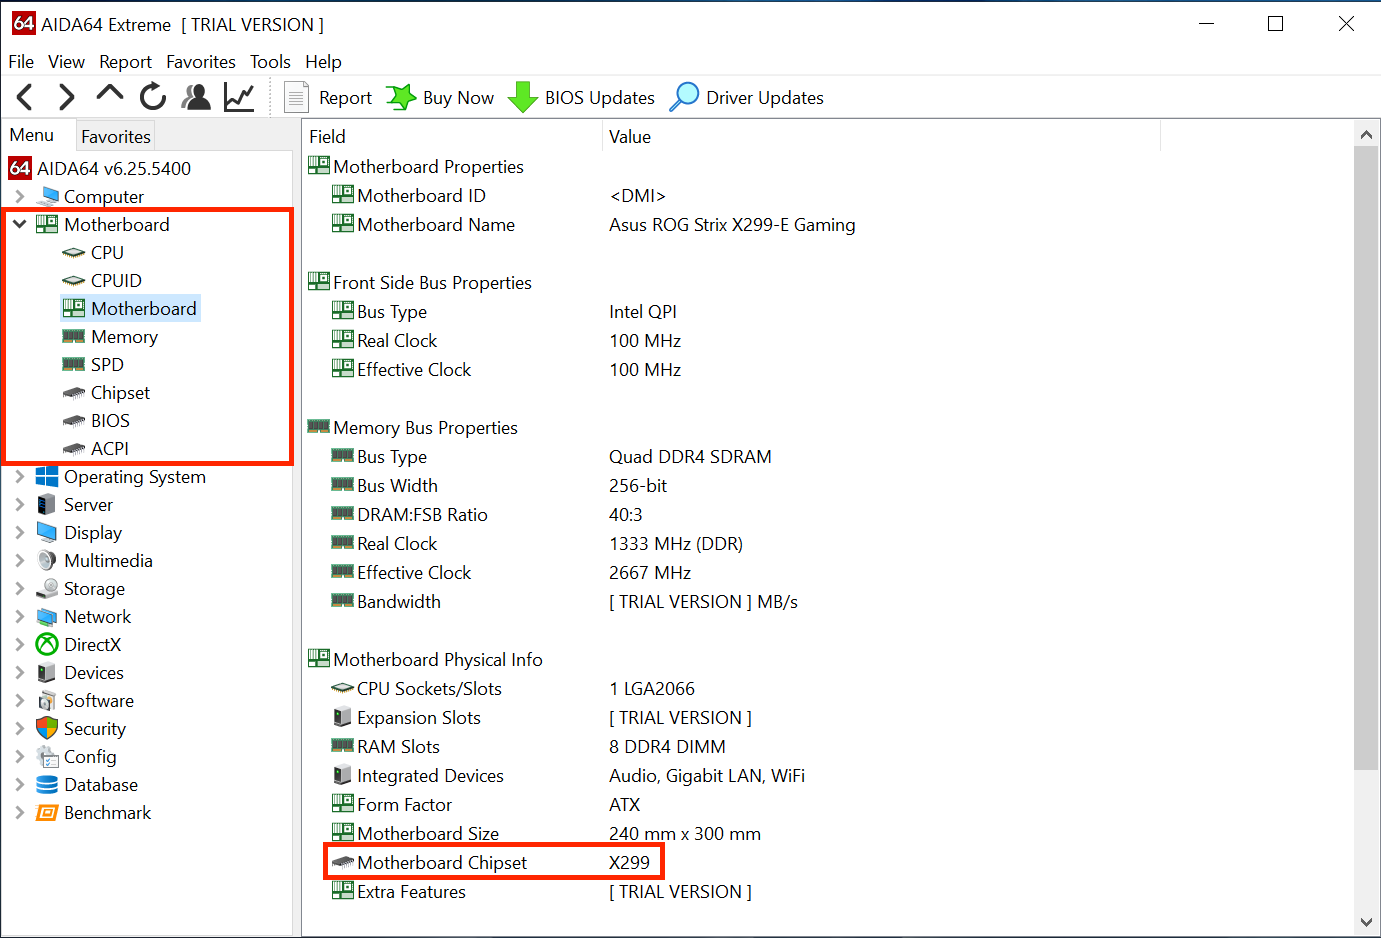 64 AIDA64 Extreme [ TRIAL VERSION ]
File View Report Favorites Tools Help
Report Buy Now BIOS Updates Driver Updates
Menu Favorites
64 AIDA64 v6.25.5400
Computer
Motherboard
CPU
CPUID
Motherboard
Memory
SPD
Chipset
BIOS
ACPI
Operating System
Server
Display
Multimedia
Storage
Network
DirectX
Devices
Software
Security
Config
Database
Benchmark
Field Value
Motherboard Properties
Motherboard ID <DMI>
Motherboard Name Asus ROG Strix X299-E Gaming
Front Side Bus Properties
Bus Type Intel QPI
Real Clock 100 MHz
Effective Clock 100 MHz
Memory Bus Properties
Bus Type Quad DDR4 SDRAM
Bus Width 256-bit
DRAM:FSB Ratio 40:3
Real Clock 1333 MHz (DDR)
Effective Clock 2667 MHz
Bandwidth [ TRIAL VERSION ] MB/s
Motherboard Physical Info
CPU Sockets/Slots 1 LGA2066
Expansion Slots [ TRIAL VERSION ]
RAM Slots 8 DDR4 DIMM
Integrated Devices Audio, Gigabit LAN, WiFi
Form Factor ATX
Motherboard Size 240 mm x 300 mm
Motherboard Chipset X299
Extra Features [ TRIAL VERSION ]